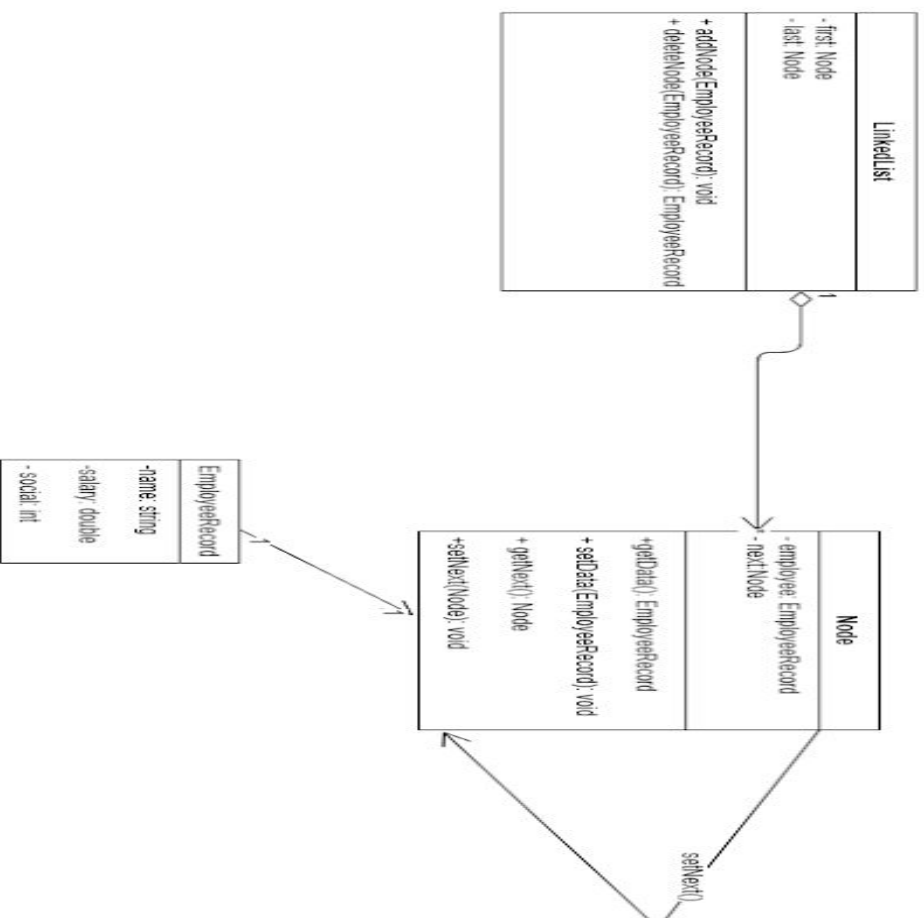 LinkedList
- first: Node
- last: Node
+ addNode(EmployeeRecord): void
+ deleteNode(EmployeeRecord): EmployeeRecord
1
Node
- employee: EmployeeRecord
- next:Node
+getData(): EmployeeRecord
+ setData(EmployeeRecord): void
+ getNext(): Node
+setNext(Node): void
setNext()
EmployeeRecord
-name: string
-salary: double
- social: int
1
1